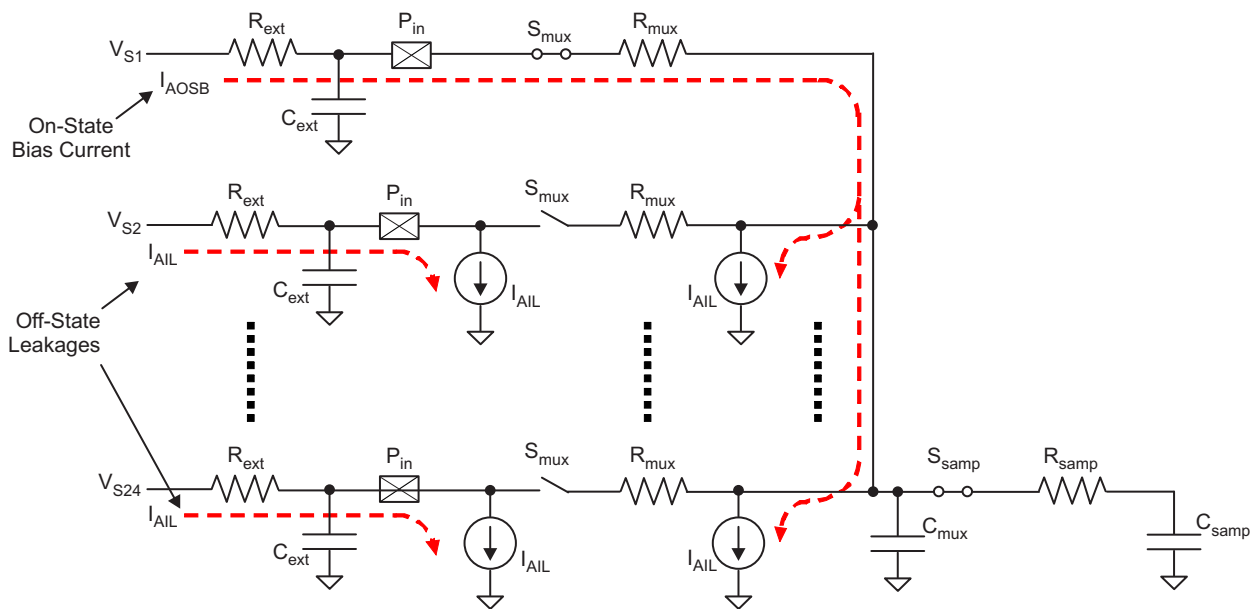 R_ext P_in S_mux R_mux
V_S1
I_AOSB
C_ext
On-State
Bias Current
R_ext P_in S_mux R_mux
V_S2
I_AIL
C_ext I_AIL I_AIL
Off-State
Leakages
R_ext P_in S_mux R_mux
V_S24
I_AIL
S_samp R_samp
C_ext I_AIL I_AIL C_mux C_samp